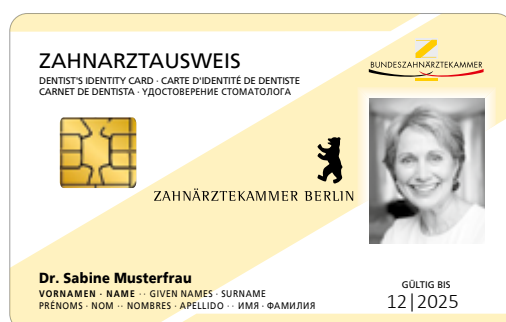 ZAHNARZTAUSWEIS
DENTIST'S IDENTITY CARD · CARTE D'IDENTITÉ DE DENTISTE
CARNET DE DENTISTA · УДОСТОВЕРЕНИЕ СТОМАТОЛОГА
BUNDESZAHNÄRZTEKAMMER
ZAHNÄRZTEKAMMER BERLIN
Dr. Sabine Musterfrau
VORNAMEN · NAME ·· GIVEN NAMES · SURNAME
PRÉNOMS · NOM ·· NOMBRES · APELLIDO ·· ИМЯ · ФАМИЛИЯ
GÜLTIG BIS
12|2025